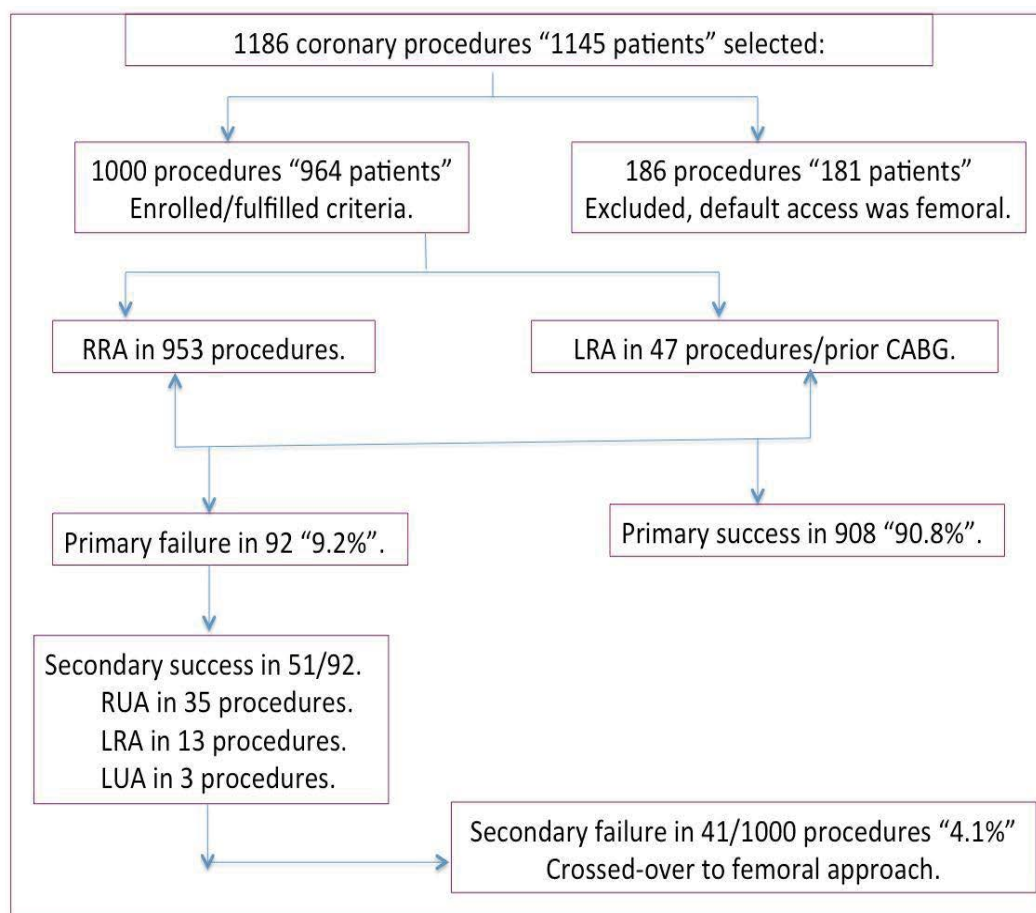 1186 coronary procedures “1145 patients” selected:
1000 procedures “964 patients”
Enrolled/fulfilled criteria.
186 procedures “181 patients”
Excluded, default access was femoral.
RRA in 953 procedures.
LRA in 47 procedures/prior CABG.
Primary failure in 92 “9.2%”.
Primary success in 908 “90.8%”.
Secondary success in 51/92.
RUA in 35 procedures.
LRA in 13 procedures.
LUA in 3 procedures.
Secondary failure in 41/1000 procedures “4.1%”
Crossed-over to femoral approach.